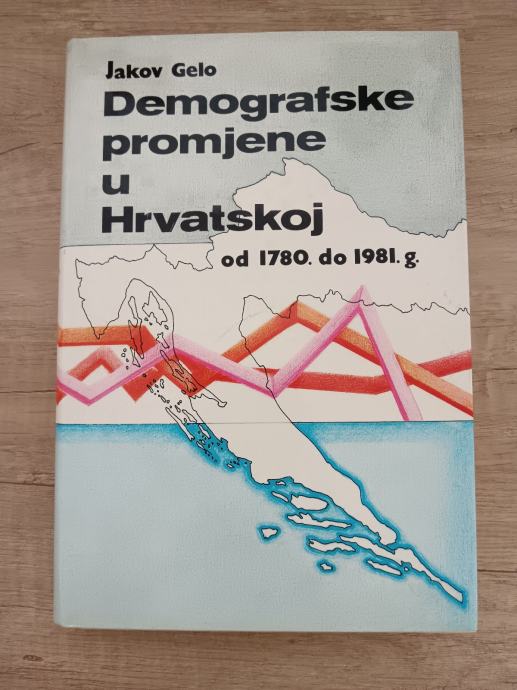 Jakov Gelo
Demografske
promjene
u
Hrvatskoj
od 1780. do 1981. g.